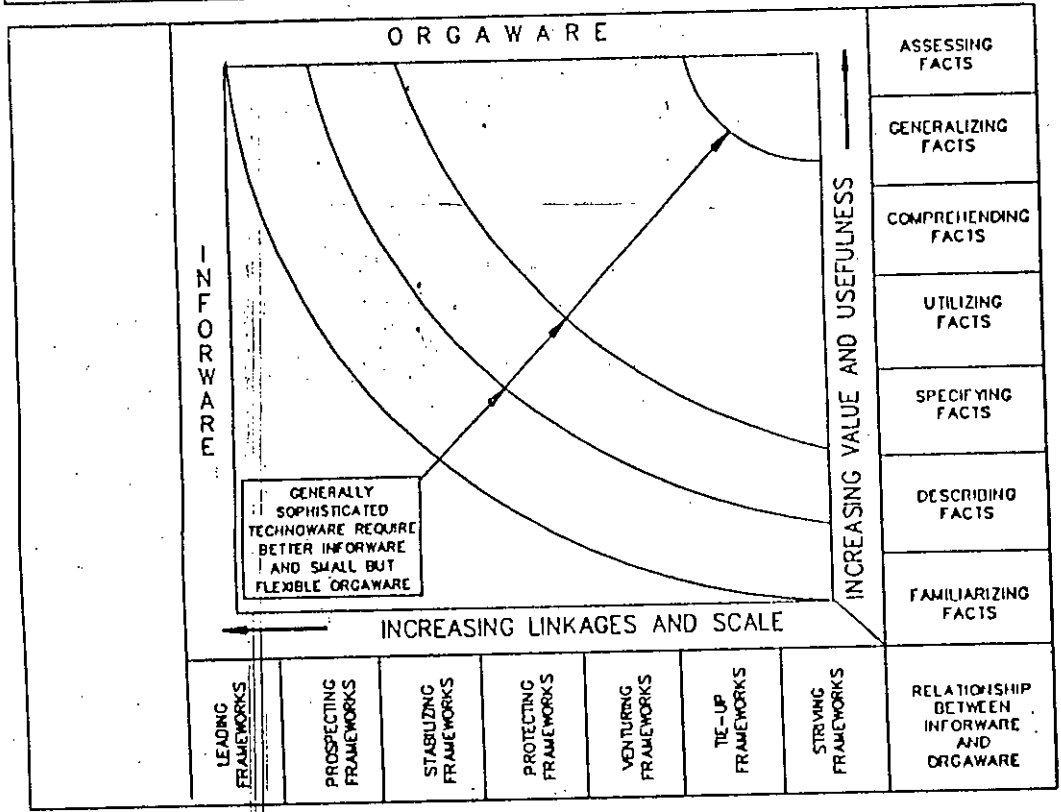 ORGAWARE
INFORWARE
GENERALLY
SOPHISTICATED
TECHNOWARE REQUIRE
BETTER INFORWARE
AND SMALL BUT
FLEXIBLE ORGAWARE
INCREASING LINKAGES AND SCALE
INCREASING VALUE AND USEFULNESS
ASSESSING
FACTS
GENERALIZING
FACTS
COMPREHENDING
FACTS
UTILIZING
FACTS
SPECIFYING
FACTS
DESCRIBING
FACTS
FAMILIARIZING
FACTS
LEADING
FRAMEWORKS
PROSPECTING
FRAMEWORKS
STABILIZING
FRAMEWORKS
PROTECTING
FRAMEWORKS
VENTURING
FRAMEWORKS
TIE-UP
FRAMEWORKS
STRIVING
FRAMEWORKS
RELATIONSHIP
BETWEEN
INFORWARE
AND
ORGAWARE